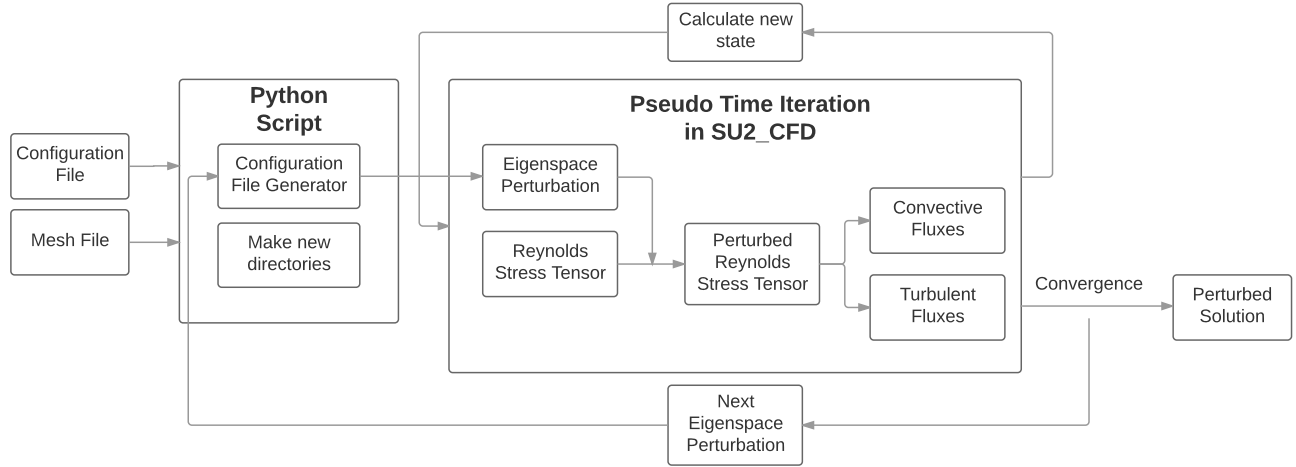 Calculate new
state
Python
Script
Pseudo Time Iteration
in SU2_CFD
Configuration
File
Mesh File
Configuration
File Generator
Make new
directories
Eigenspace
Perturbation
Reynolds
Stress Tensor
Perturbed
Reynolds
Stress Tensor
Convective
Fluxes
Turbulent
Fluxes
Convergence
Perturbed
Solution
Next
Eigenspace
Perturbation